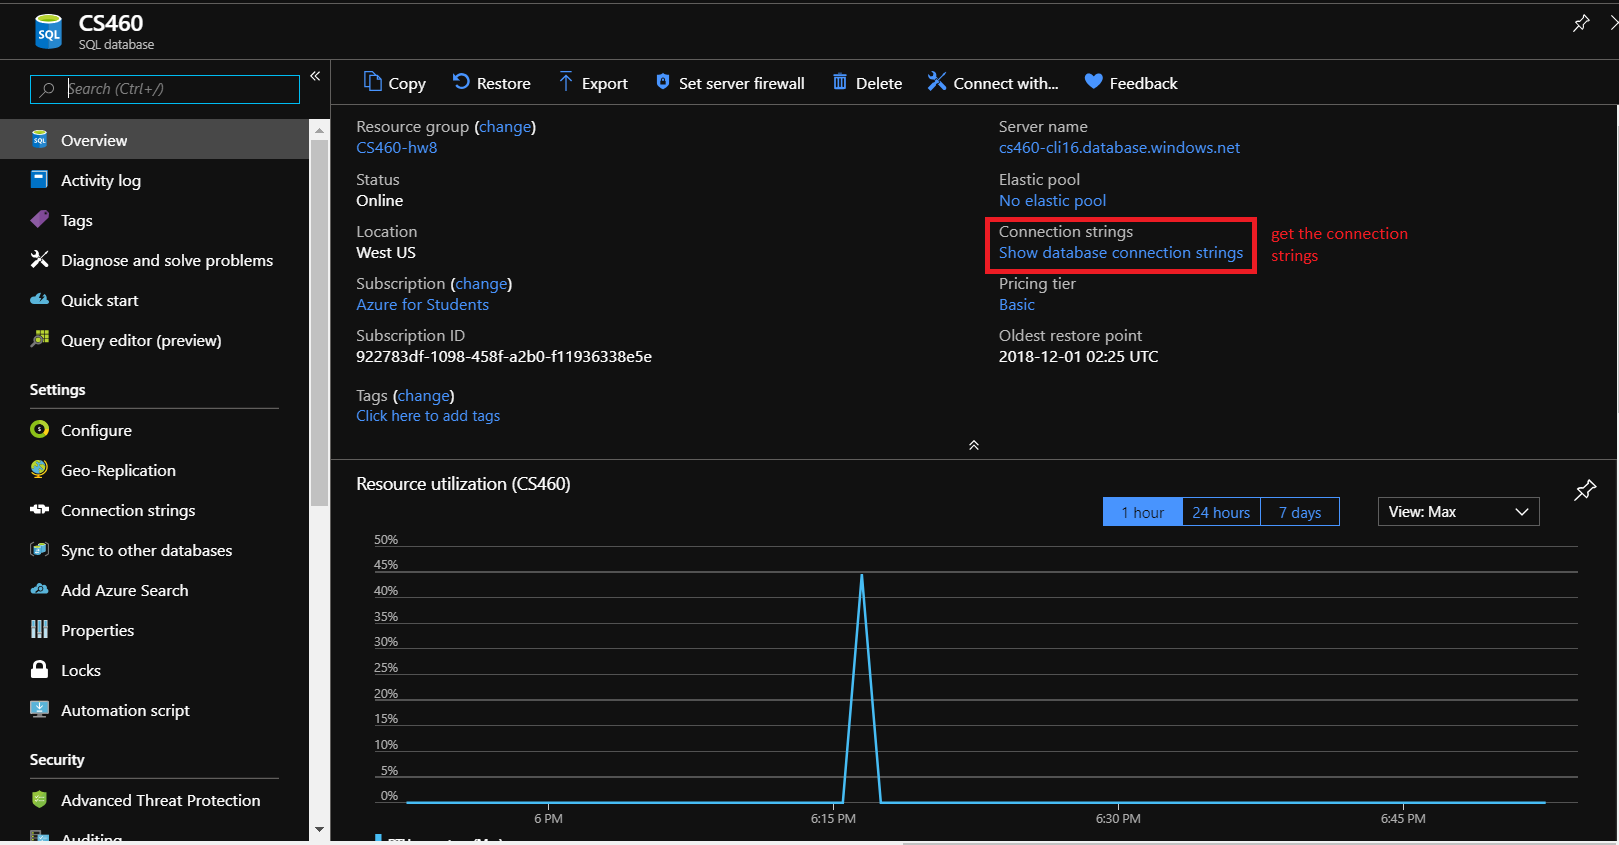 CS460
SQL database
Search (Ctrl+/)
Overview
Activity log
Tags
Diagnose and solve problems
Quick start
Query editor (preview)
Settings
Configure
Geo-Replication
Connection strings
Sync to other databases
Add Azure Search
Properties
Locks
Automation script
Security
Advanced Threat Protection
Auditing
Copy
Restore
Export
Set server firewall
Delete
Connect with...
Feedback
Resource group (change)
CS460-hw8
Status
Online
Location
West US
Subscription (change)
Azure for Students
Subscription ID
922783df-1098-458f-a2b0-f11936338e5e
Tags (change)
Click here to add tags
Server name
cs460-cli16.database.windows.net
Elastic pool
No elastic pool
Connection strings
Show database connection strings
get the connection
strings
Pricing tier
Basic
Oldest restore point
2018-12-01 02:25 UTC
Resource utilization (CS460)
1 hour
24 hours
7 days
View: Max
50%
45%
40%
35%
30%
25%
20%
15%
10%
5%
0%
6 PM
6:15 PM
6:30 PM
6:45 PM